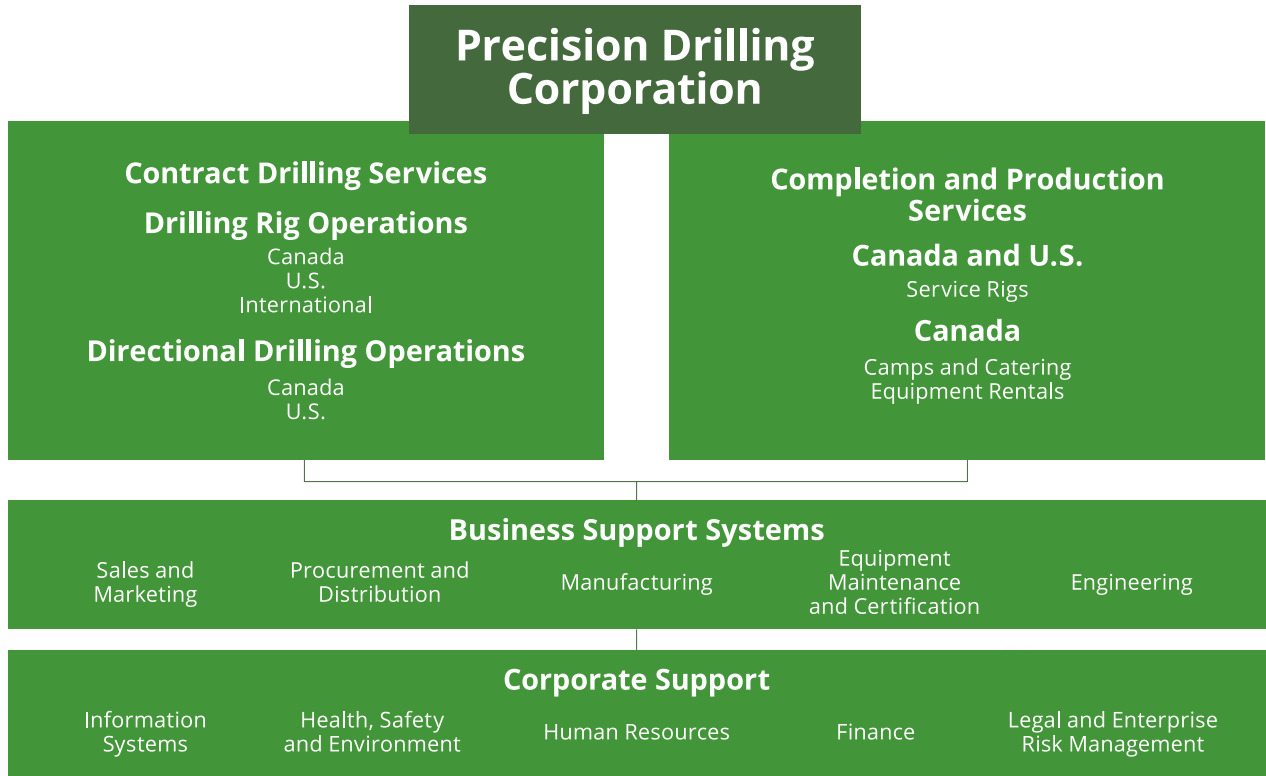 Precision Drilling
Corporation
Contract Drilling Services
Drilling Rig Operations
Canada
U.S.
International
Directional Drilling Operations
Canada
U.S.
Completion and Production
Services
Canada and U.S.
Service Rigs
Canada
Camps and Catering
Equipment Rentals
Business Support Systems
Sales and
Marketing
Procurement and
Distribution
Manufacturing
Equipment
Maintenance
and Certification
Engineering
Corporate Support
Information
Systems
Health, Safety
and Environment
Human Resources
Finance
Legal and Enterprise
Risk Management